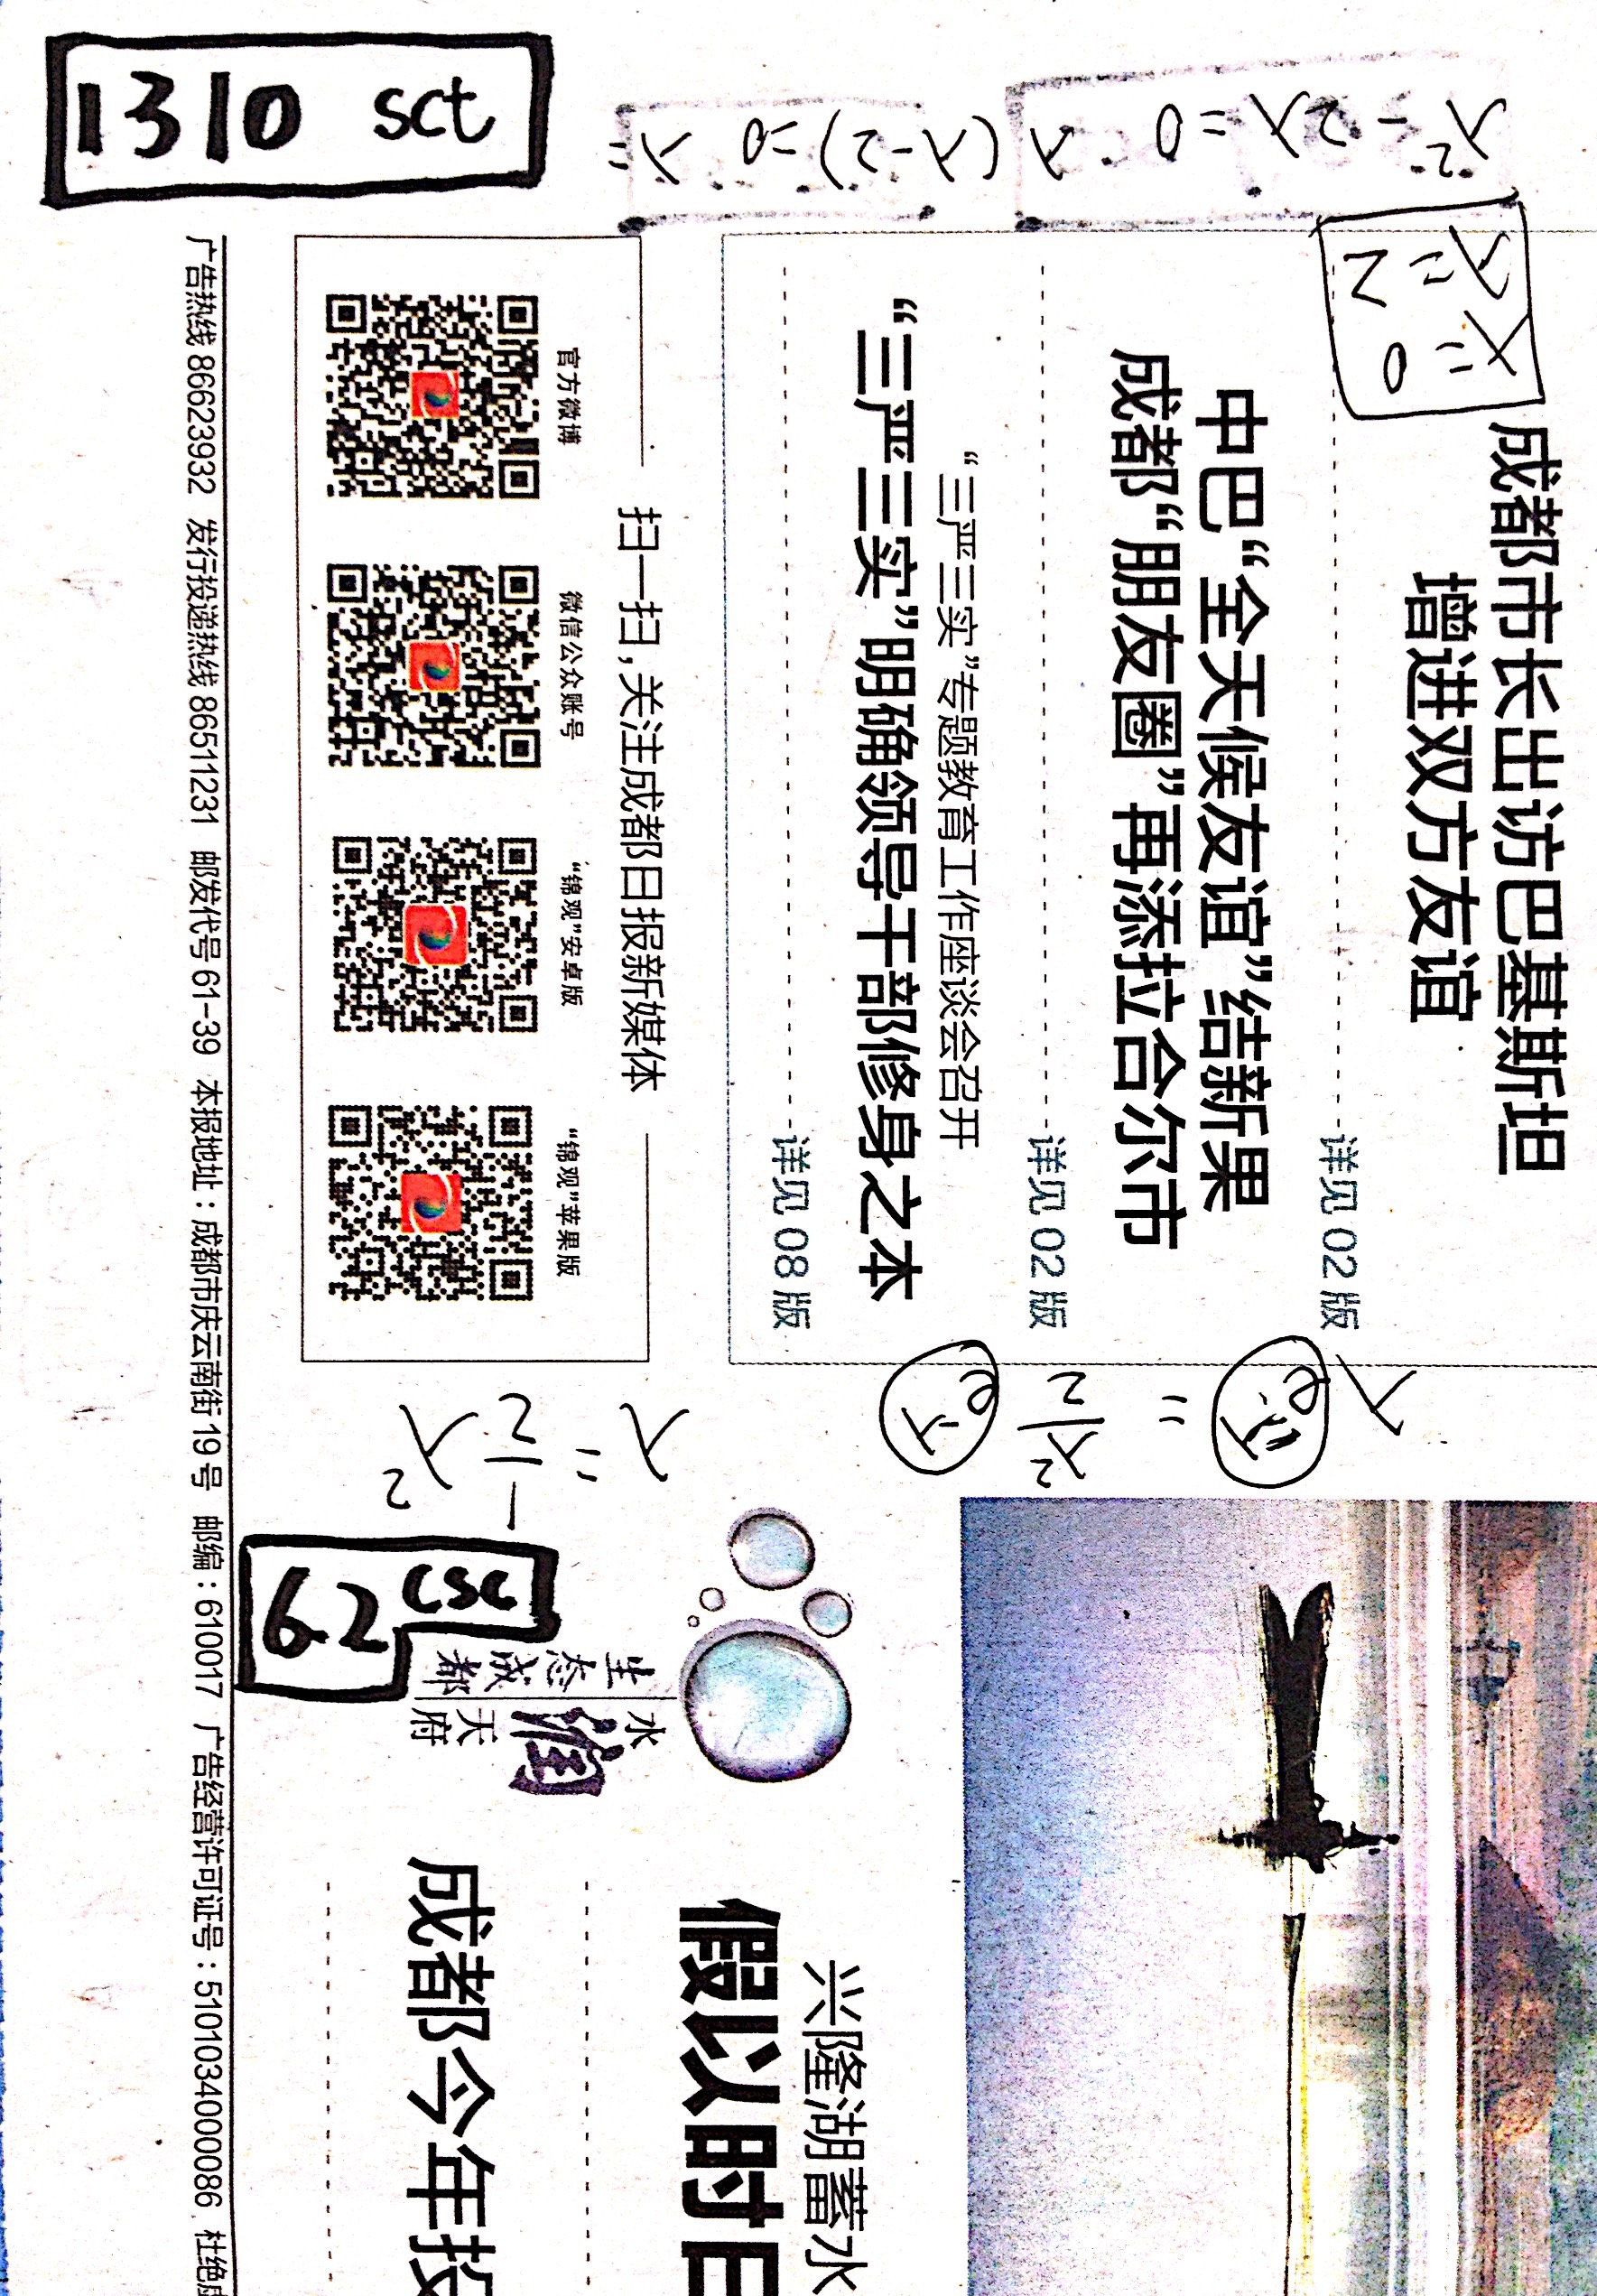 1310 sct
λ² - 2λ = 0 λ(λ-2)=0 λ =
λ=0
λ=2
成都市长出访巴基斯坦
增进双方友谊
详见 02 版
中巴“全天候友谊”结新果
成都“朋友圈”再添拉合尔市
详见 02 版
“三严三实”专题教育工作座谈会召开
“三严三实”明确领导干部修身之本
详见 08 版
扫一扫,关注成都日报新媒体
官方微博
微信公众账号
“锦观”安卓版
“锦观”苹果版
广告热线 86623932 发行投递热线 86511231 邮发代号 61-39 本报地址：成都市庆云南街 19 号 邮编：610017 广告经营许可证号：5101034000086 杜绝
62 csc
生态成都
水润天府
兴隆湖蓄水
假以时日
成都今年投